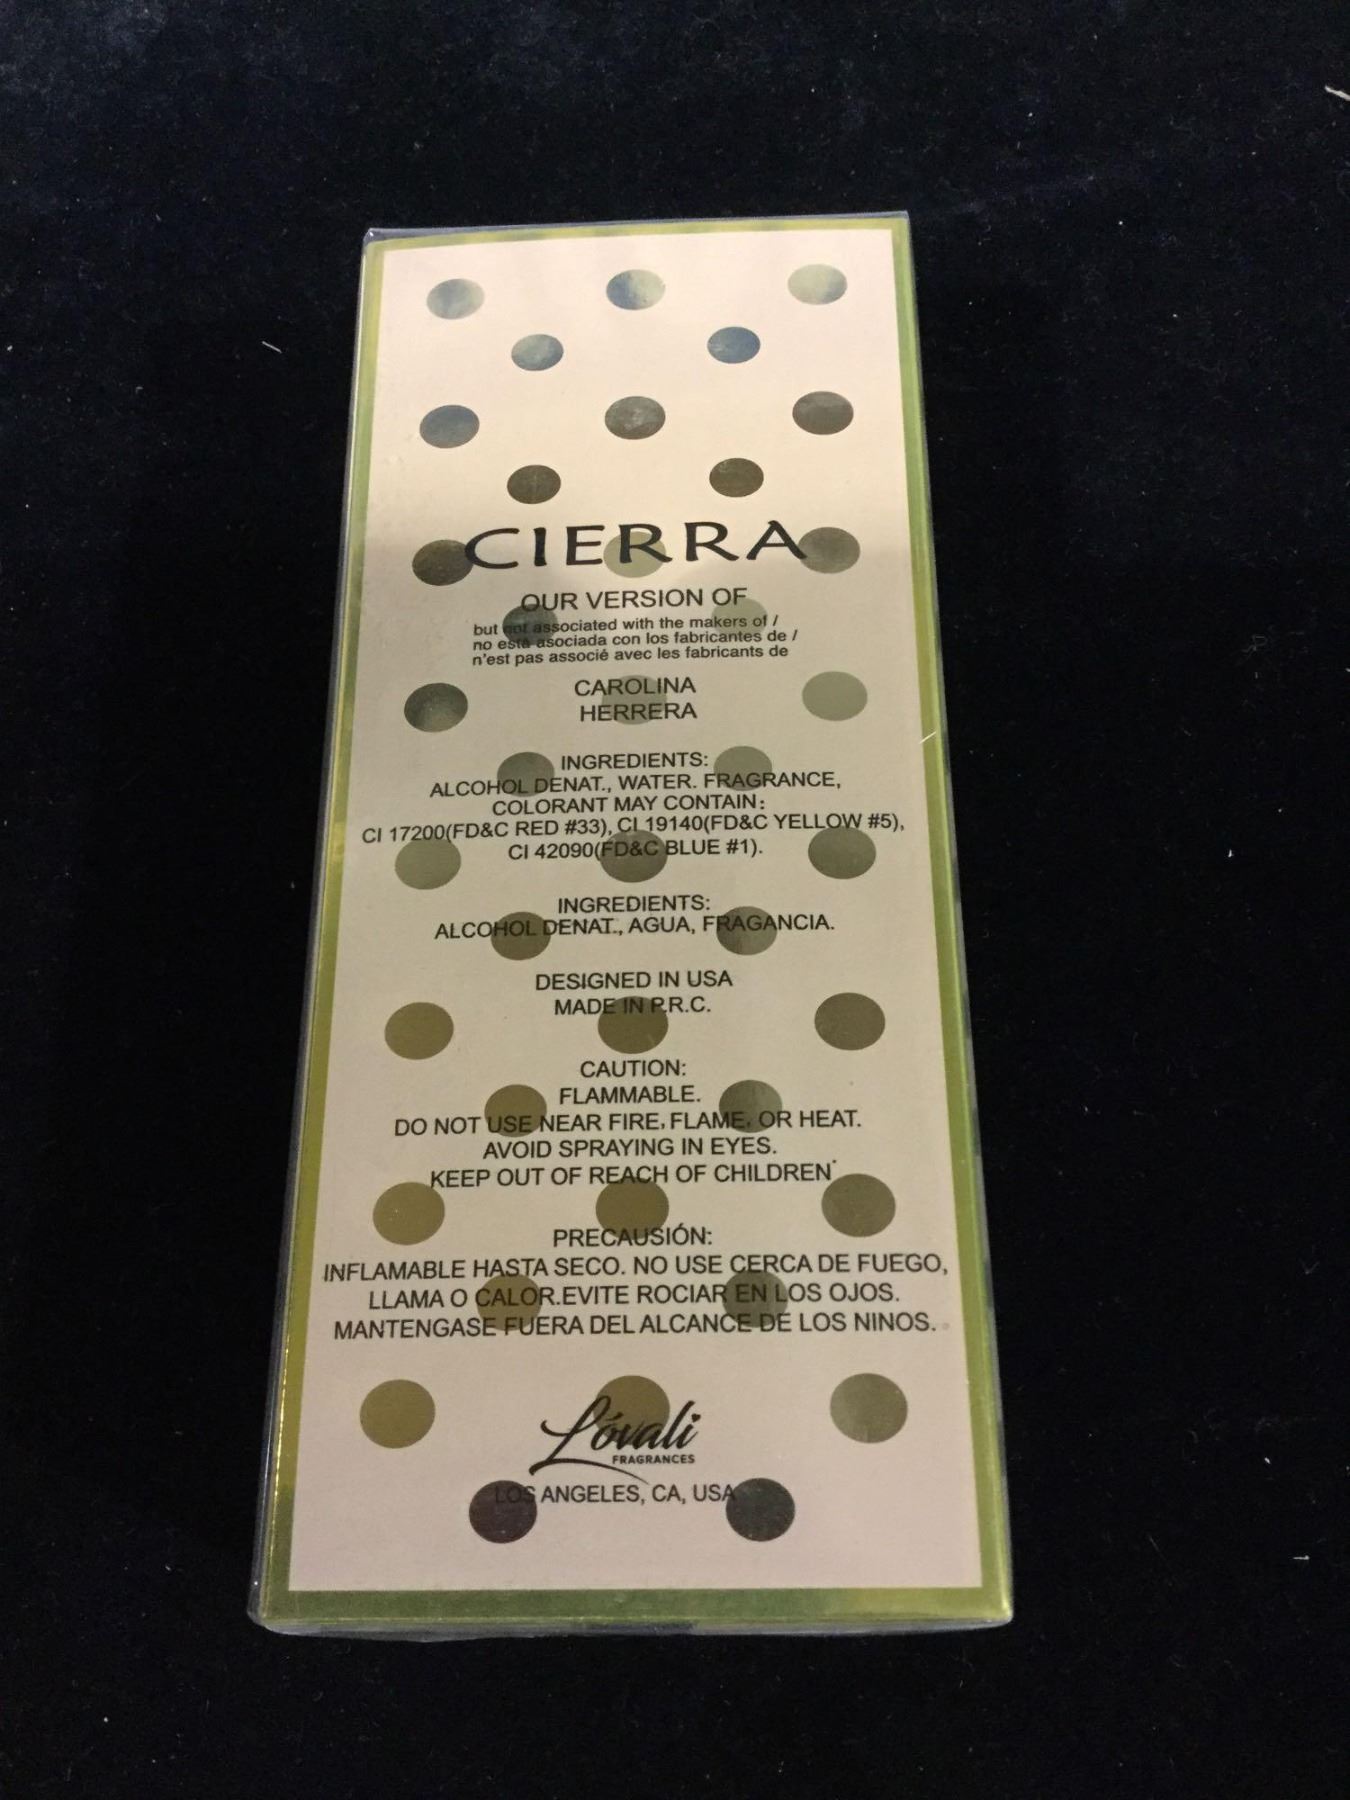 CIERRA
OUR VERSION OF
but not associated with the makers of /
no está asociada con los fabricantes de /
n'est pas associé avec les fabricants de
CAROLINA
HERRERA
INGREDIENTS:
ALCOHOL DENAT., WATER. FRAGRANCE,
COLORANT MAY CONTAIN:
CI 17200(FD&C RED #33), CI 19140(FD&C YELLOW #5),
CI 42090(FD&C BLUE #1).
INGREDIENTS:
ALCOHOL DENAT., AGUA, FRAGANCIA.
DESIGNED IN USA
MADE IN P.R.C.
CAUTION:
FLAMMABLE.
DO NOT USE NEAR FIRE, FLAME, OR HEAT.
AVOID SPRAYING IN EYES.
KEEP OUT OF REACH OF CHILDREN.
PRECAUSIÓN:
INFLAMABLE HASTA SECO. NO USE CERCA DE FUEGO,
LLAMA O CALOR.EVITE ROCIAR EN LOS OJOS.
MANTENGASE FUERA DEL ALCANCE DE LOS NINOS.
Lóvali
FRAGRANCES
LOS ANGELES, CA, USA